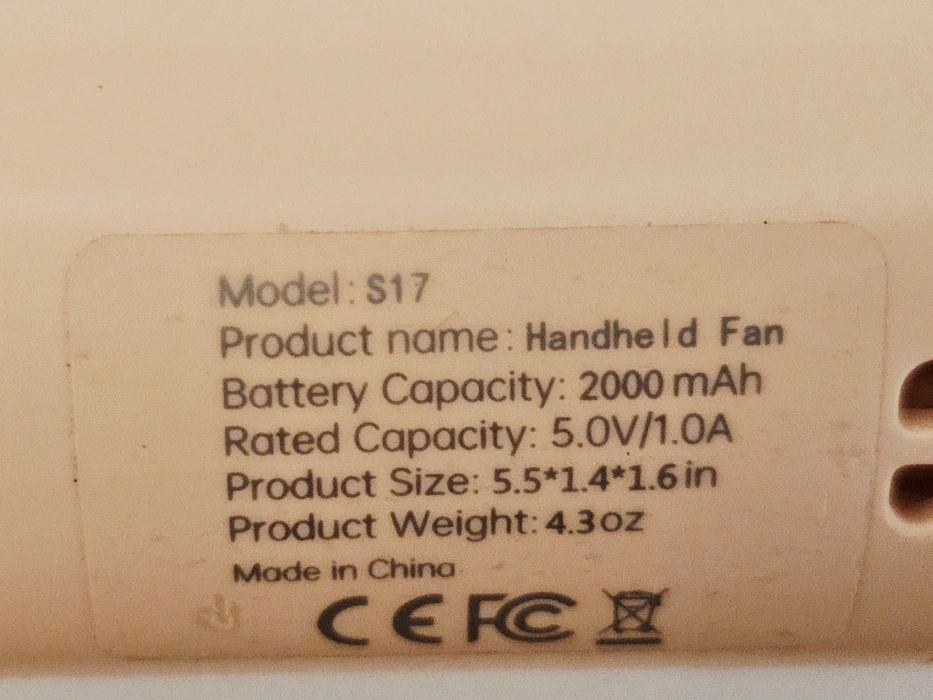 Model: S17
Product name: Handheld Fan
Battery Capacity: 2000 mAh
Rated Capacity: 5.0V/1.0A
Product Size: 5.5*1.4*1.6 in
Product Weight: 4.3oz
Made in China
CE FCC